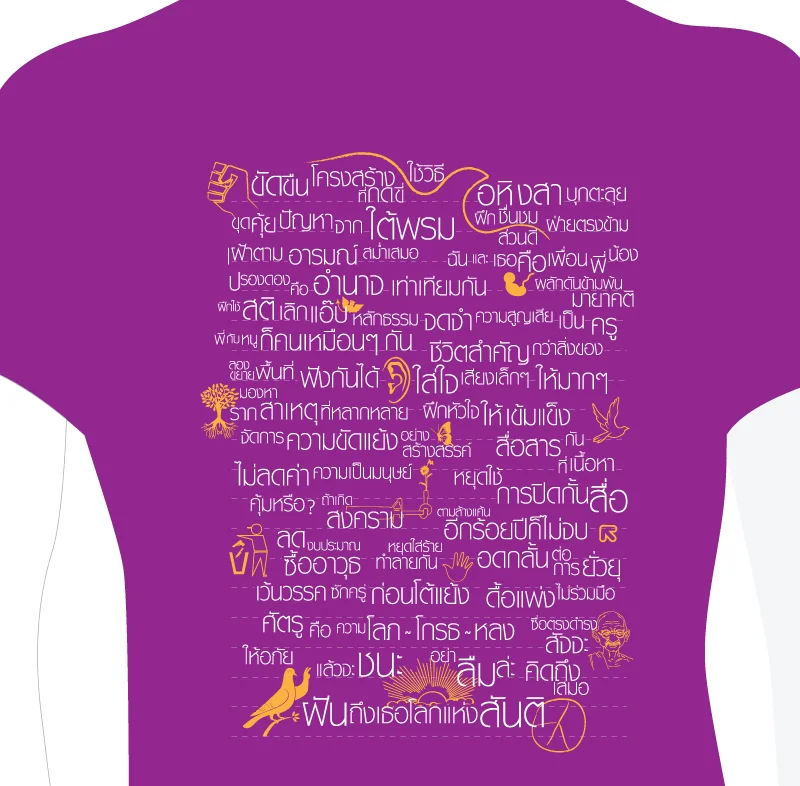 ขัดขืน โครงสร้าง ที่กดขี่ ใช้วิธี อหิงสา บุกตะลุย
ขุดคุ้ย ปัญหา จาก ใต้พรม ฝึก ชื่นชม ส่วนดี ฝ่ายตรงข้าม
เฝ้าตาม อารมณ์ สม่ำเสมอ ฉัน และ เธอ คือ เพื่อน พี่ น้อง
ปรองดอง คือ อำนาจ เท่าเทียมกัน พลักดันข้ามพ้น มายาคติ
ฝึกใช้ สติ เลิก แอ๊บ หลักธรรม จดจำ ความสูญเสีย เป็น ครู
พี่ กับ หนู ก็คนเหมือนๆ กัน ชีวิตสำคัญ กว่าสิ่งของ
ลอง ขยาย พื้นที่ ฟังกันได้ ใส่ใจ เสียงเล็กๆ ให้มากๆ
มองหา ราก สาเหตุ ที่หลากหลาย ฝึกหัวใจ ให้ เข้มแข็ง
จัดการ ความขัดแย้ง อย่าง สร้างสรรค์ สื่อสาร กัน ที่ เนื้อหา
ไม่ลดค่า ความเป็นมนุษย์ หยุดใช้ การปิดกั้น สื่อ
คุ้มหรือ? ถ้าเกิด สงคราม ตามล้างแค้น อีกร้อยปีก็ไม่จบ
ลด งบประมาณ ซื้ออาวุธ หยุดใส่ร้าย ทำลายกัน อดกลั้น ต่อ การ ยั่วยุ
เว้นวรรค ซักครู่ ก่อนโต้แย้ง ดื้อแพ่ง ไม่ร่วมมือ
ศัตรู คือ ความ โลภ ~ โกรธ ~ หลง ซื่อตรงดำรง สัจจะ
ให้อภัย แล้วจะ ชนะ อย่า ลืม ล่ะ คิดถึง เสมอ
ฝัน ถึงเธอ โลกแห่ง สันติ